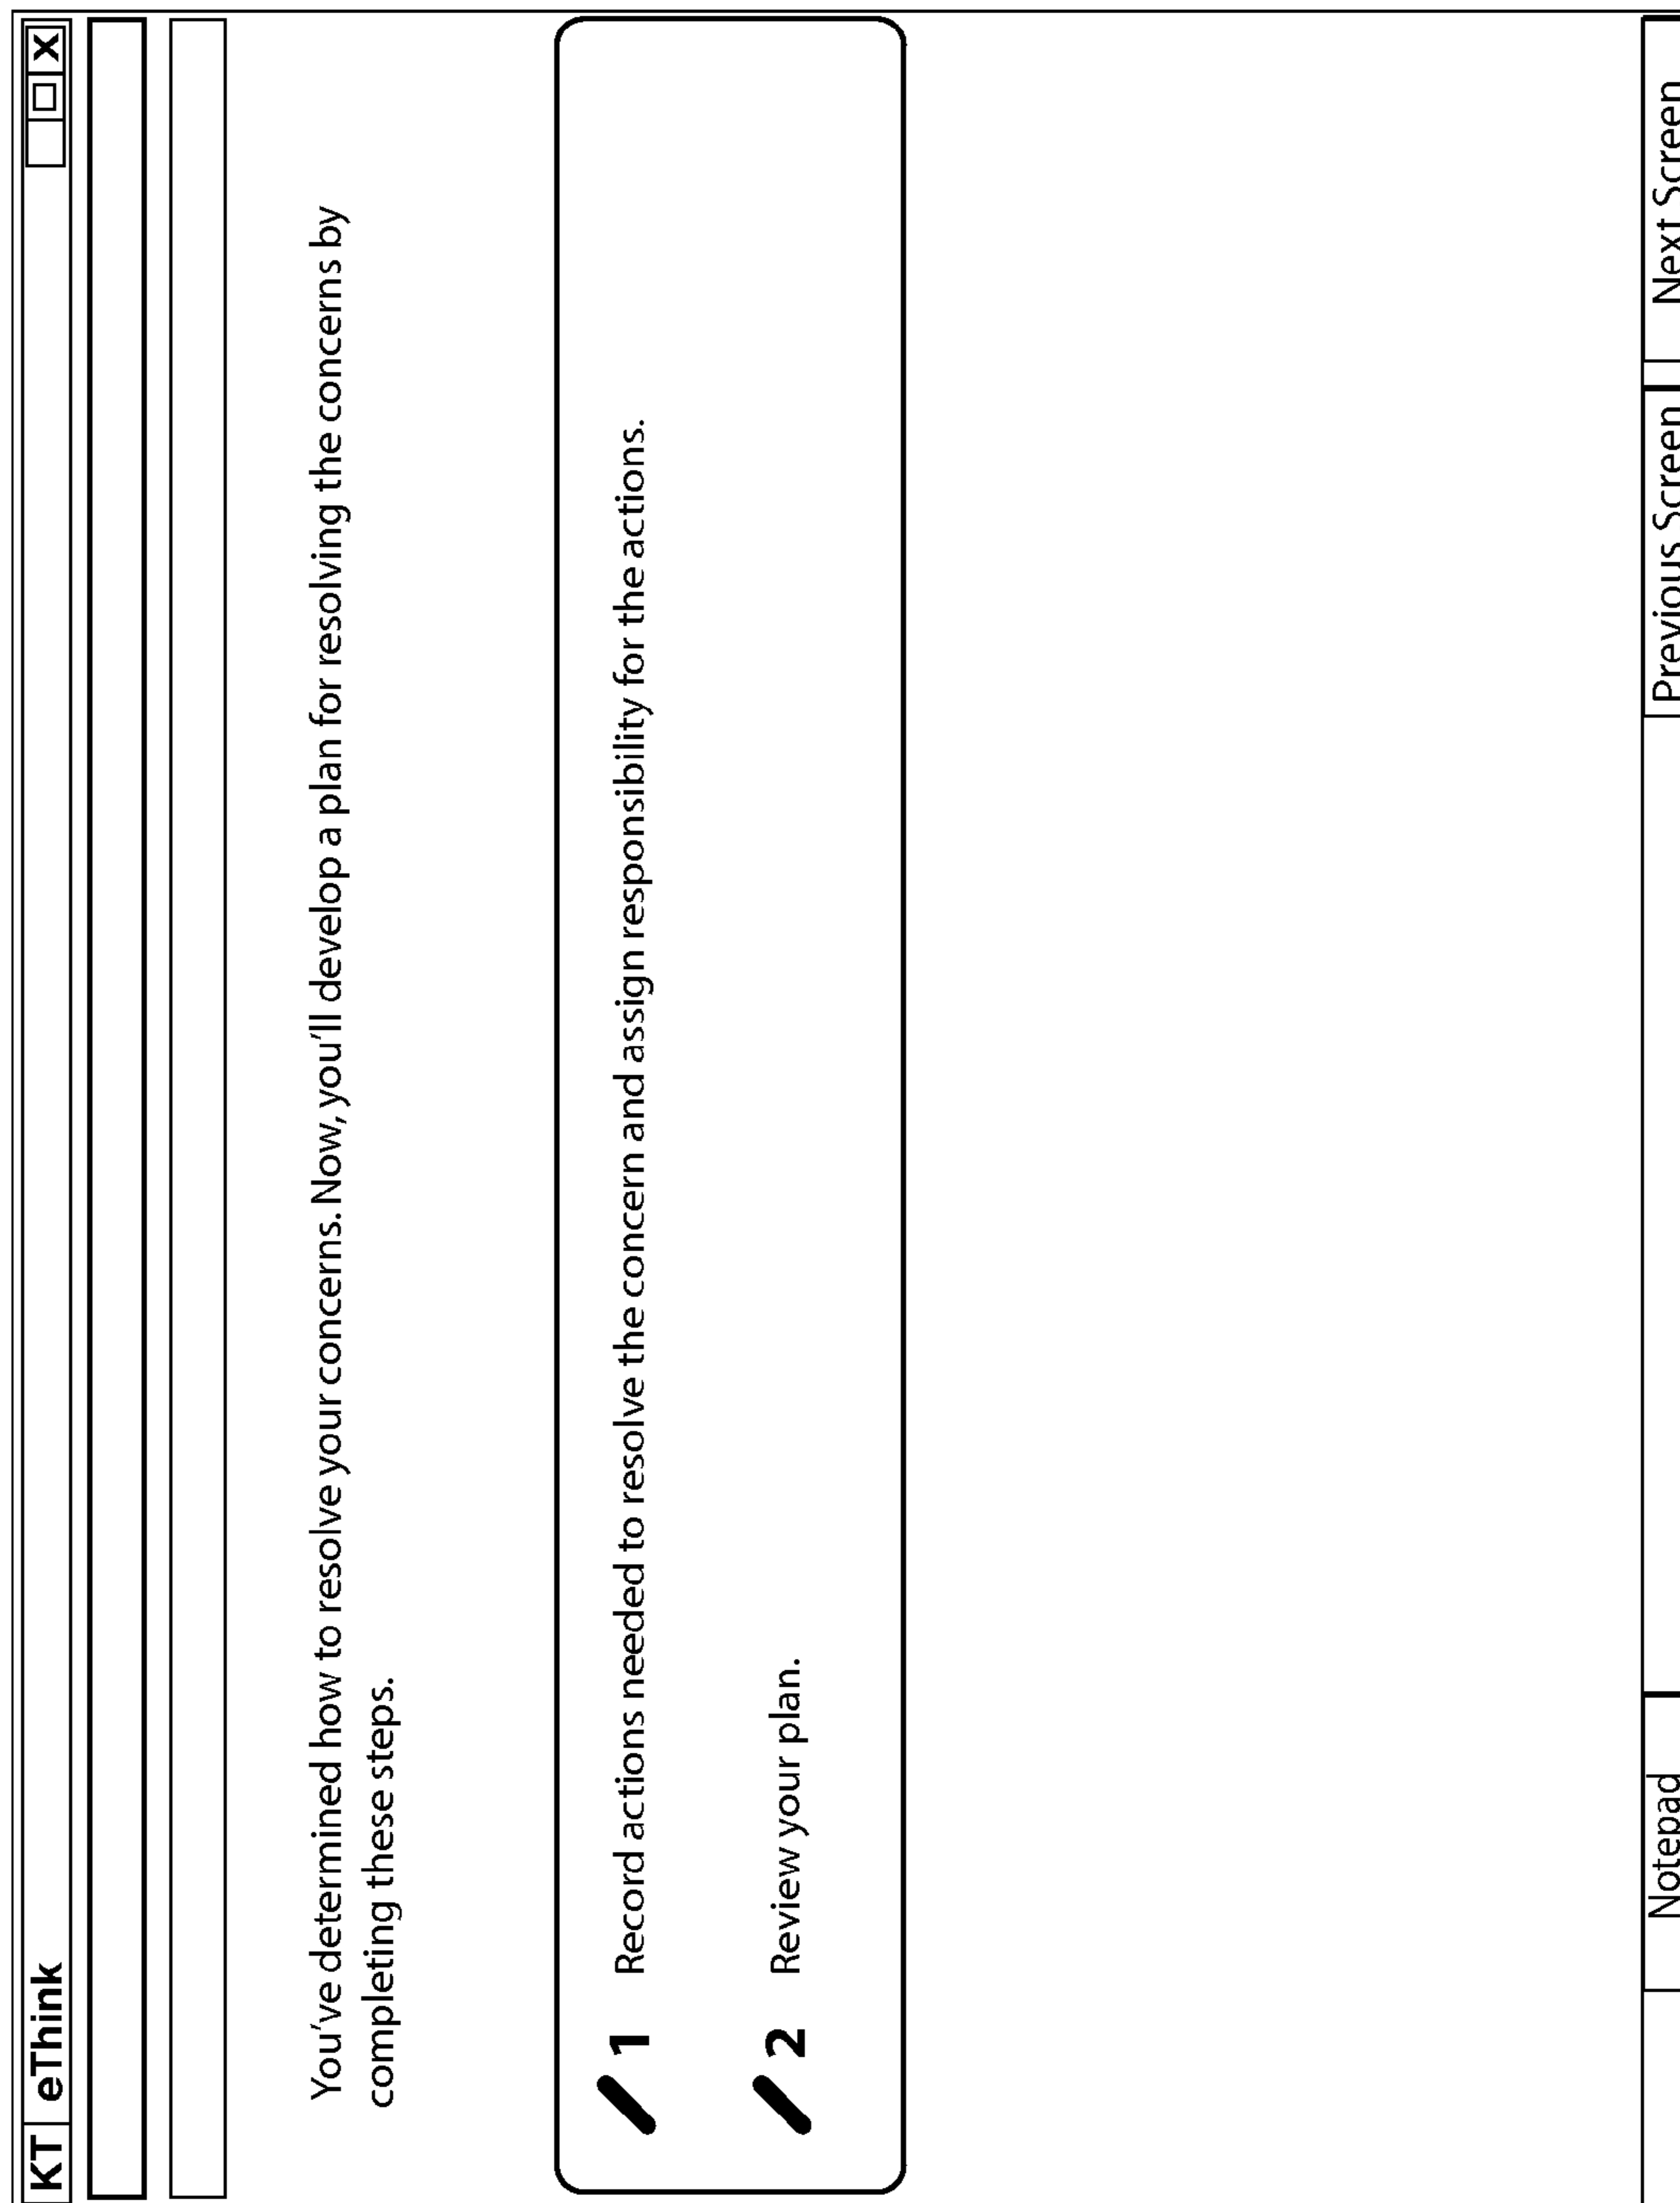 KT eThink X
You've determined how to resolve your concerns. Now, you'll develop a plan for resolving the concerns by
completing these steps.
1 Record actions needed to resolve the concern and assign responsibility for the actions.
2 Review your plan.
Notepad Previous Screen Next Screen